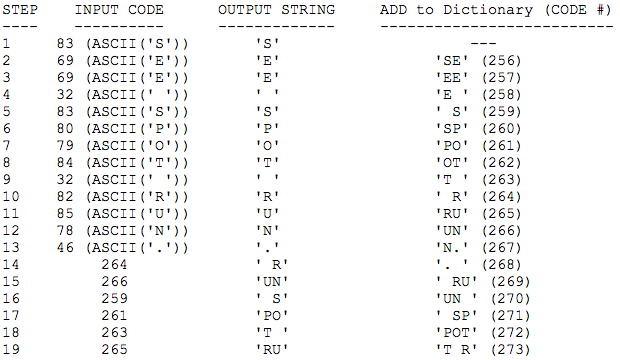 STEP INPUT CODE OUTPUT STRING ADD to Dictionary (CODE #)
---- ---------- ------------- --------------------------
1 83 (ASCII('S')) 'S' ---
2 69 (ASCII('E')) 'E' 'SE' (256)
3 69 (ASCII('E')) 'E' 'EE' (257)
4 32 (ASCII(' ')) ' ' 'E ' (258)
5 83 (ASCII('S')) 'S' ' S' (259)
6 80 (ASCII('P')) 'P' 'SP' (260)
7 79 (ASCII('O')) 'O' 'PO' (261)
8 84 (ASCII('T')) 'T' 'OT' (262)
9 32 (ASCII(' ')) ' ' 'T ' (263)
10 82 (ASCII('R')) 'R' ' R' (264)
11 85 (ASCII('U')) 'U' 'RU' (265)
12 78 (ASCII('N')) 'N' 'UN' (266)
13 46 (ASCII('.')) '.' 'N.' (267)
14 264 ' R' '. ' (268)
15 266 'UN' ' RU' (269)
16 259 ' S' 'UN ' (270)
17 261 'PO' ' SP' (271)
18 263 'T ' 'POT' (272)
19 265 'RU' 'T R' (273)